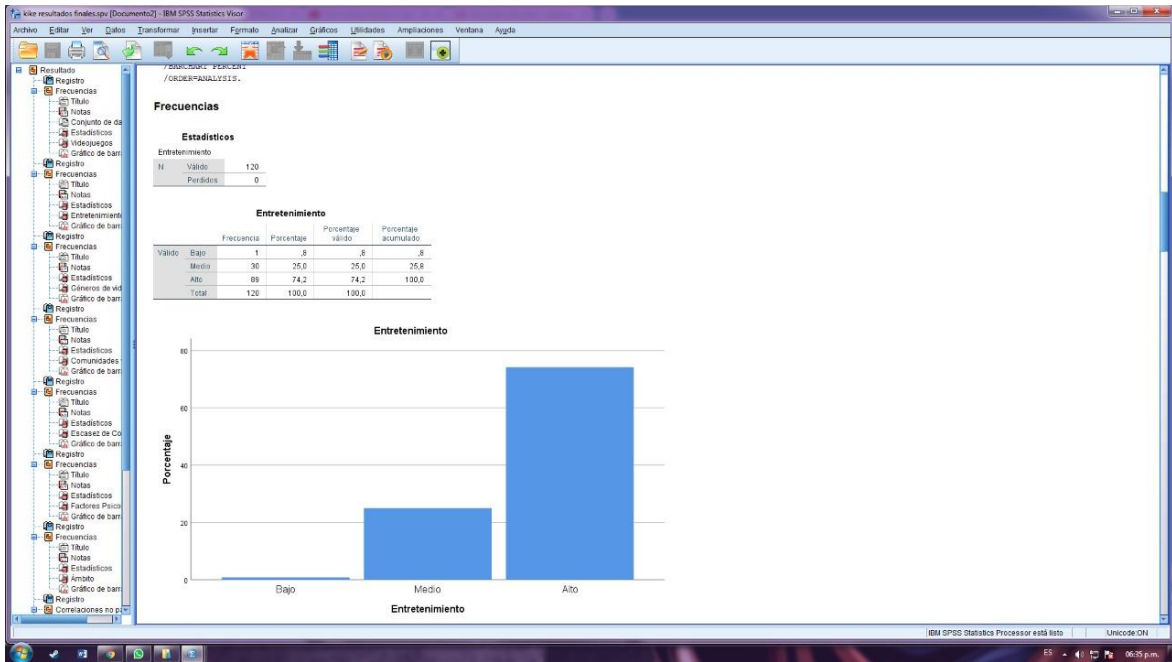 kike resultados finales.spv [Documento2] - IBM SPSS Statistics Visor
Archivo Editar Ver Datos Transformar Insertar Formato Analizar Gráficos Utilidades Ampliaciones Ventana Ayuda
Resultado
Registro
Frecuencias
Título
Notas
Conjunto de da
Estadísticos
Videojuegos
Gráfico de barr
Registro
Frecuencias
Título
Notas
Estadísticos
Entretenimiento
Gráfico de barr
Registro
Frecuencias
Título
Notas
Estadísticos
Géneros de vid
Gráfico de barr
Registro
Frecuencias
Título
Notas
Estadísticos
Comunidades
Gráfico de barr
Registro
Frecuencias
Título
Notas
Estadísticos
Escasez de Co
Gráfico de barr
Registro
Frecuencias
Título
Notas
Estadísticos
Factores Psico
Gráfico de barr
Registro
Frecuencias
Título
Notas
Estadísticos
Ámbito
Gráfico de barr
Registro
Correlaciones no pa
/BARCHART PERCENT
/ORDER=ANALYSIS.
Frecuencias
Estadísticos
Entretenimiento
N Válido 120
Perdidos 0
Entretenimiento
Frecuencia Porcentaje Porcentaje válido Porcentaje acumulado
Válido Bajo 1 ,8 ,8 ,8
Medio 30 25,0 25,0 25,8
Alto 89 74,2 74,2 100,0
Total 120 100,0 100,0
Entretenimiento
80
60
40
20
0
Porcentaje
Bajo Medio Alto
Entretenimiento
IBM SPSS Statistics Processor está listo Unicode:ON
ES 06:35 p.m.